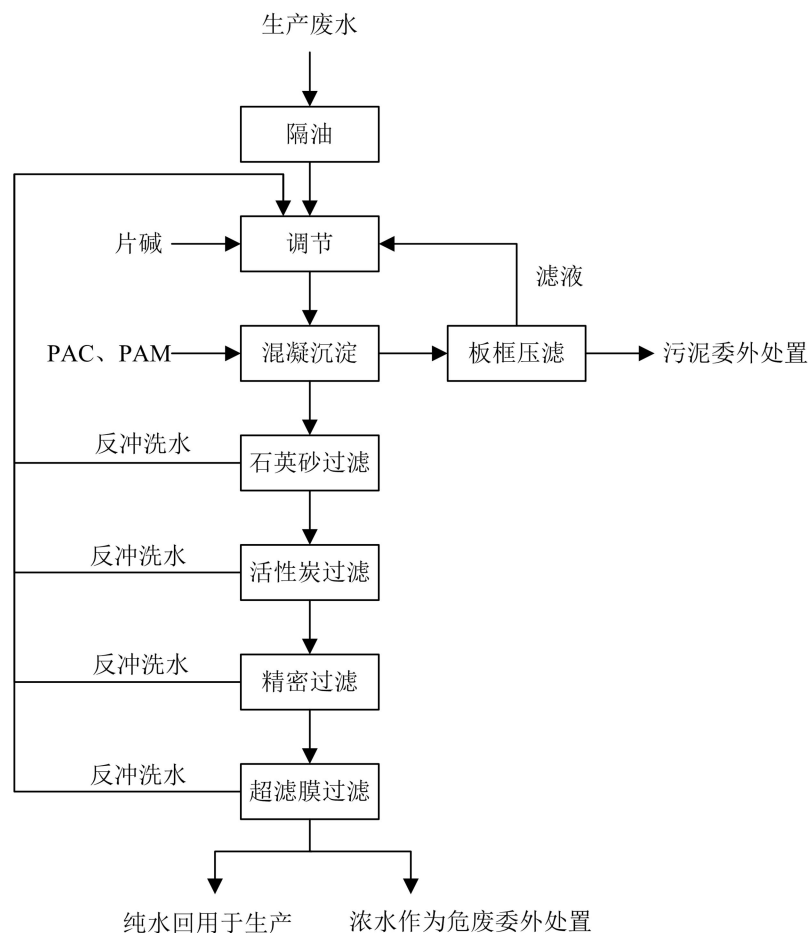 生产废水
隔油
片碱
调节
滤液
PAC、PAM
混凝沉淀
板框压滤
污泥委外处置
反冲洗水
石英砂过滤
反冲洗水
活性炭过滤
反冲洗水
精密过滤
反冲洗水
超滤膜过滤
纯水回用于生产
浓水作为危废委外处置